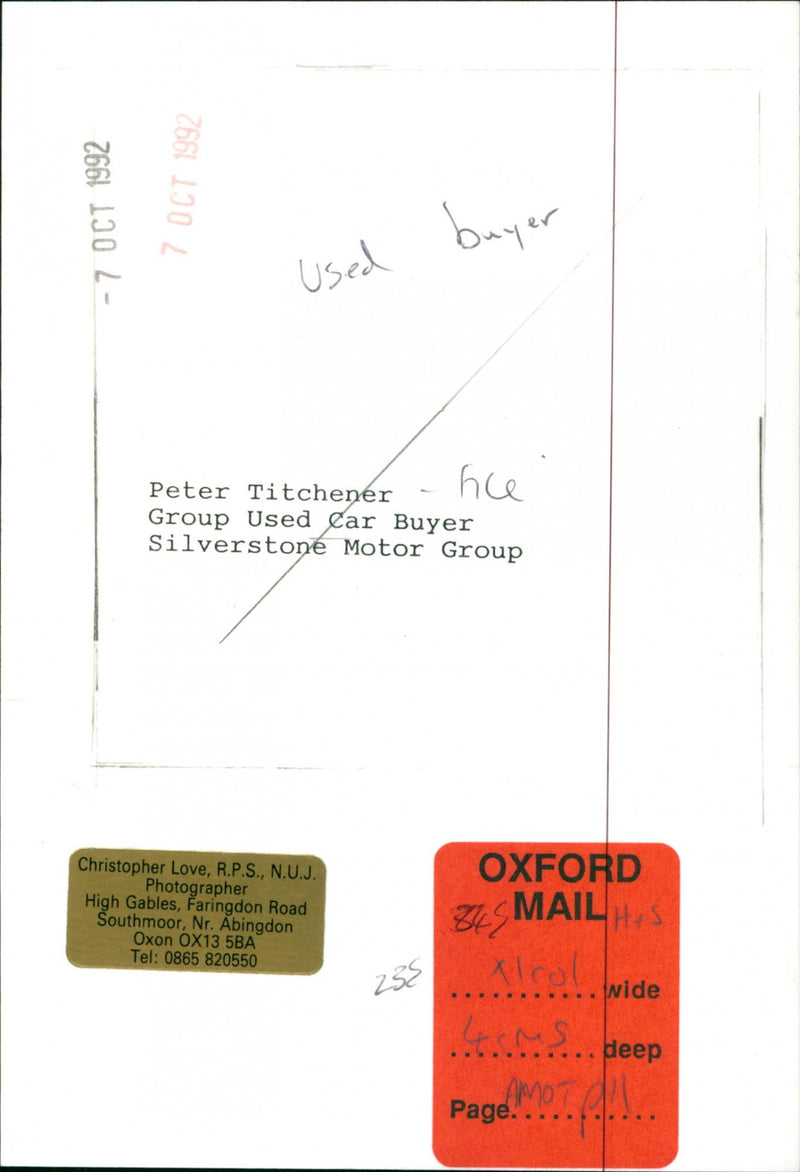 -7 OCT 1992
7 OCT 1992
Used buyer
Peter Titchener - file
Group Used Car Buyer
Silverstone Motor Group
Christopher Love, R.P.S., N.U.J.
Photographer
High Gables, Faringdon Road
Southmoor, Nr. Abingdon
Oxon OX13 5BA
Tel: 0865 820550
OXFORD
MAIL H+S
x1col wide
4cms deep
Page AMOT p11